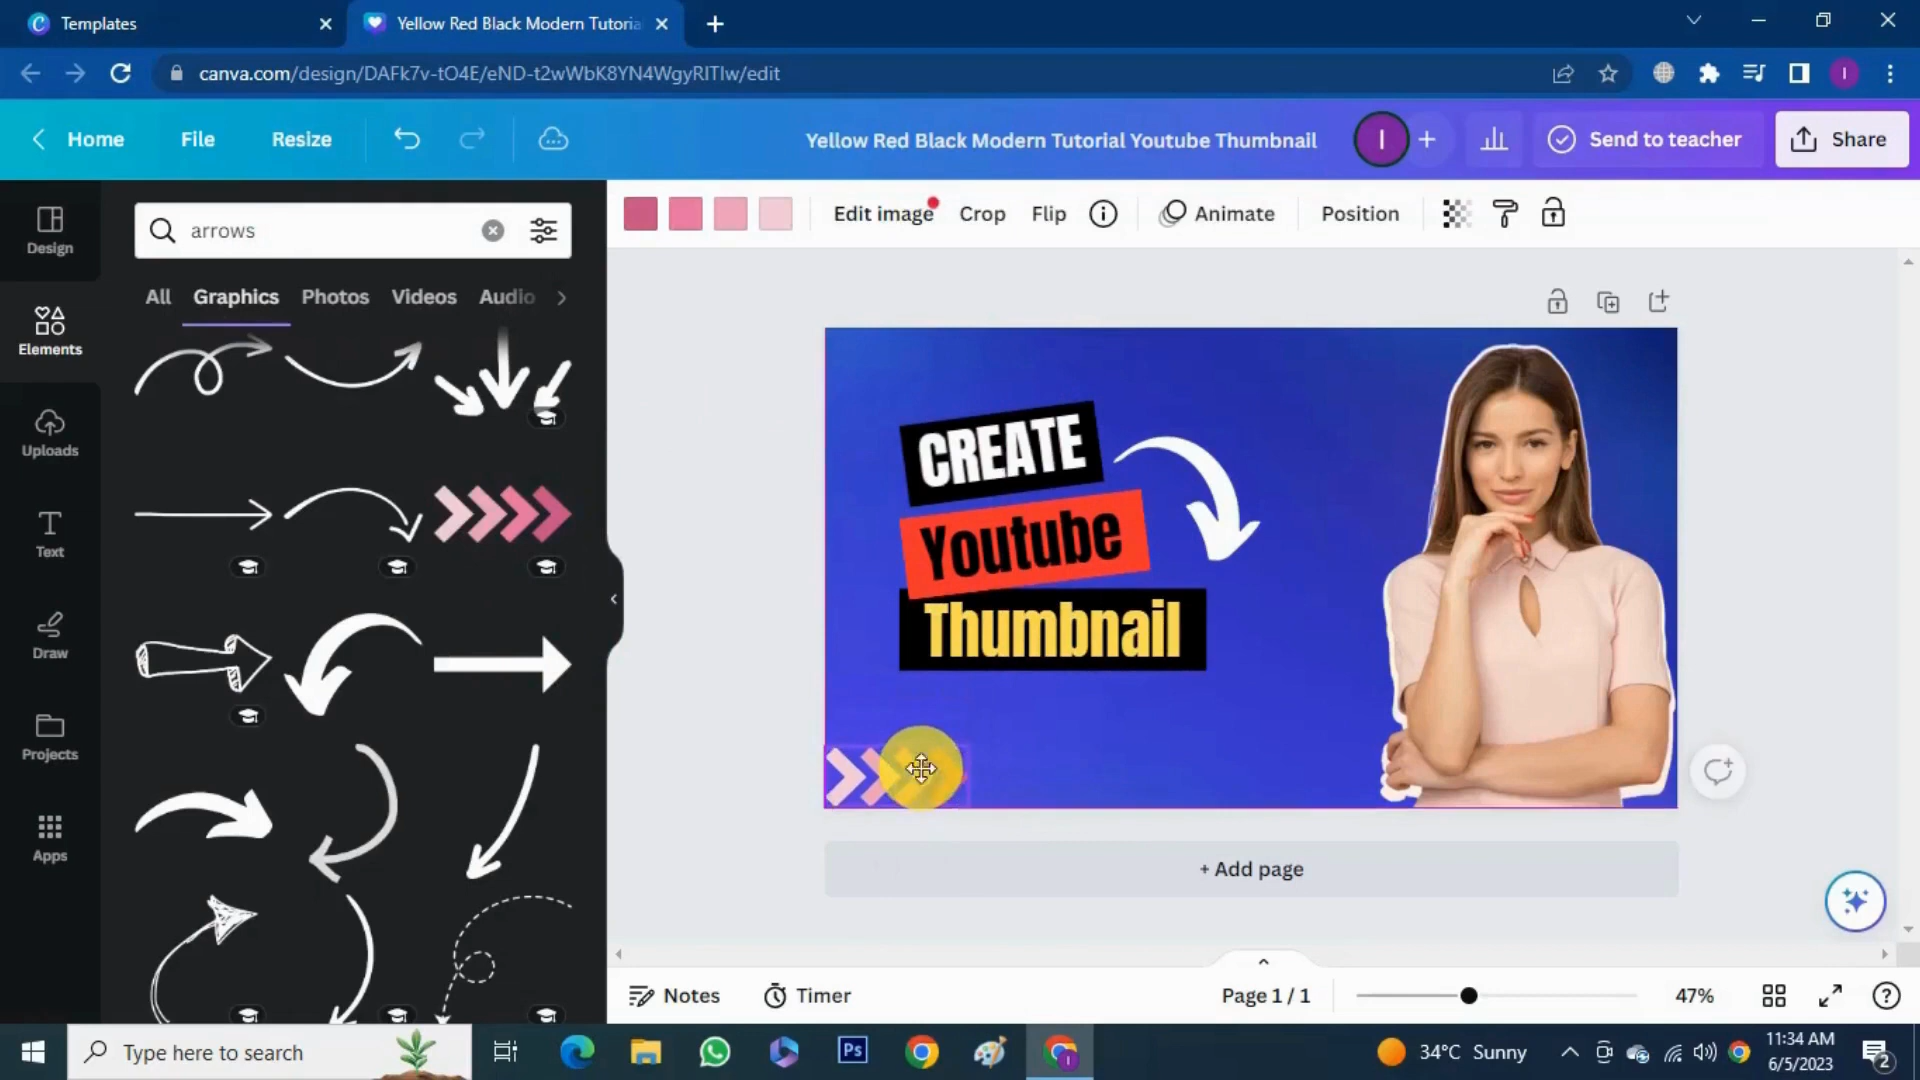 Templates
Yellow Red Black Modern Tutoria
canva.com/design/DAFk7v-tO4E/eND-t2wWbK8YN4WgyRITIw/edit
I
Home
File
Resize
Yellow Red Black Modern Tutorial Youtube Thumbnail
I
Send to teacher
Share
Design
Elements
Uploads
Text
Draw
Projects
Apps
arrows
All
Graphics
Photos
Videos
Audio
Edit image
Crop
Flip
Animate
Position
CREATE
Youtube
Thumbnail
+ Add page
Notes
Timer
Page 1 / 1
47%
Type here to search
Ps
I
34°C Sunny
11:34 AM
6/5/2023
2